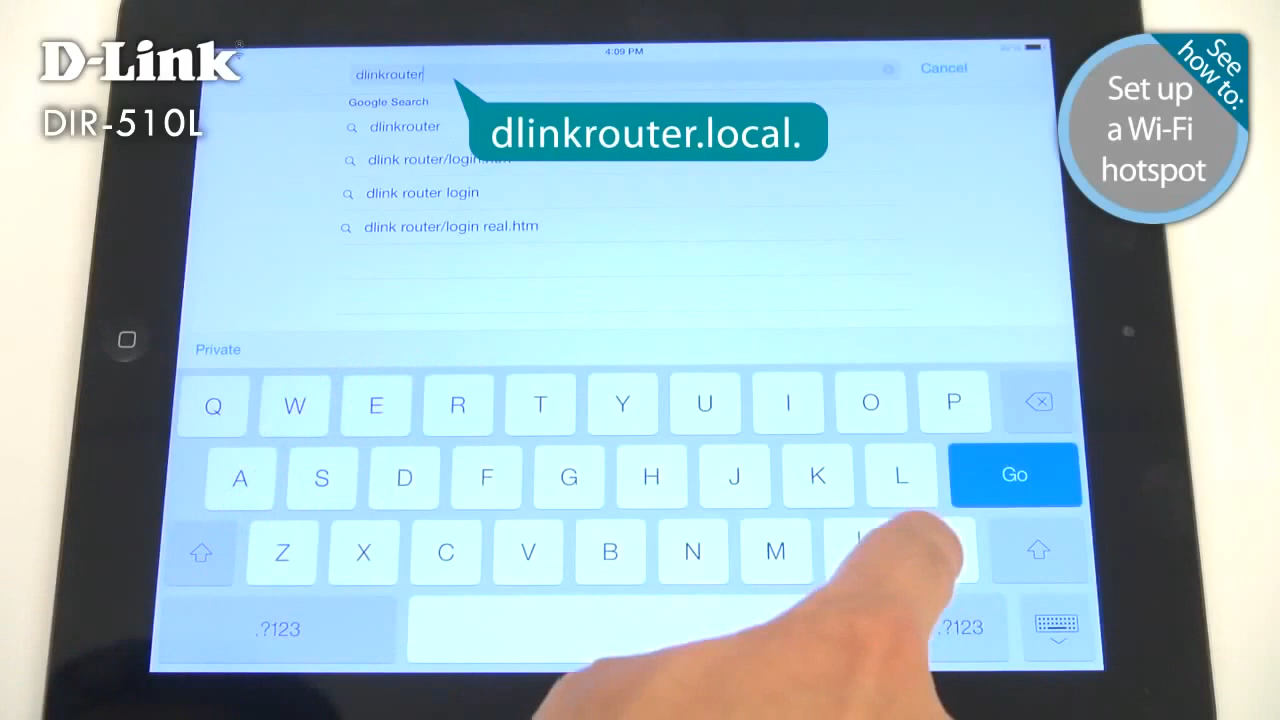 D-Link®
DIR-510L
4:09 PM
dlinkrouter
Cancel
Google Search
dlinkrouter
dlink router/login.htm
dlink router login
dlink router/login real.htm
dlinkrouter.local.
See
how to:
Set up
a Wi-Fi
hotspot
Private
Q W E R T Y U I O P
A S D F G H J K L Go
Z X C V B N M
.?123 .?123